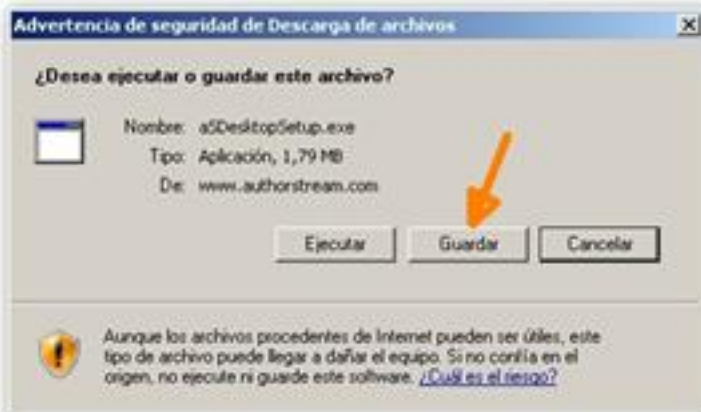 Advertencia de seguridad de Descarga de archivos
¿Desea ejecutar o guardar este archivo?
Nombre: aSDesktopSetup.exe
Tipo: Aplicación, 1,79 MB
De: www.authorstream.com
Ejecutar Guardar Cancelar
Aunque los archivos procedentes de Internet pueden ser útiles, este
tipo de archivo puede llegar a dañar el equipo. Si no confía en el
origen, no ejecute ni guarde este software. ¿Cuál es el riesgo?